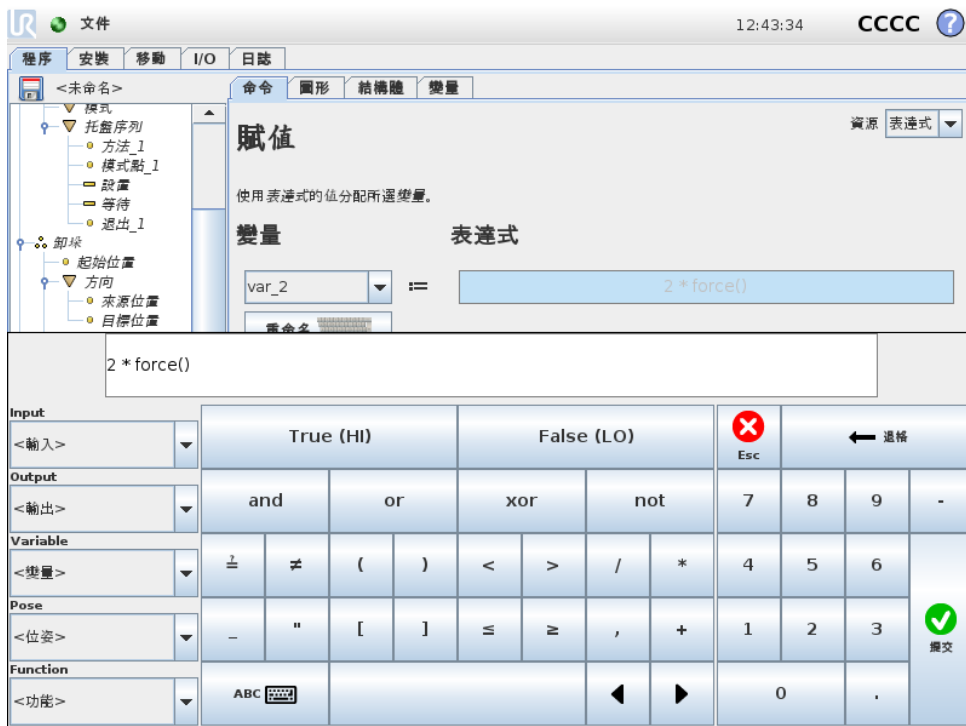 UR 文件 12:43:34 CCCC ?
程序 安裝 移動 I/O 日誌
<未命名>
命令 圖形 結構體 變量
模式
托盤序列
方法_1
模式點_1
設置
等待
退出_1
卸垛
起始位置
方向
來源位置
目標位置
賦值
資源 表達式
使用表達式的值分配所選變量。
變量 表達式
var_2 := 2 * force()
重命名
2 * force()
Input
<輸入>
Output
<輸出>
Variable
<變量>
Pose
<位姿>
Function
<功能>
True (HI) False (LO) Esc 退格
and or xor not 7 8 9 -
≟ ≠ ( ) < > / * 4 5 6
_ " [ ] ≤ ≥ , + 1 2 3 提交
ABC 0 .